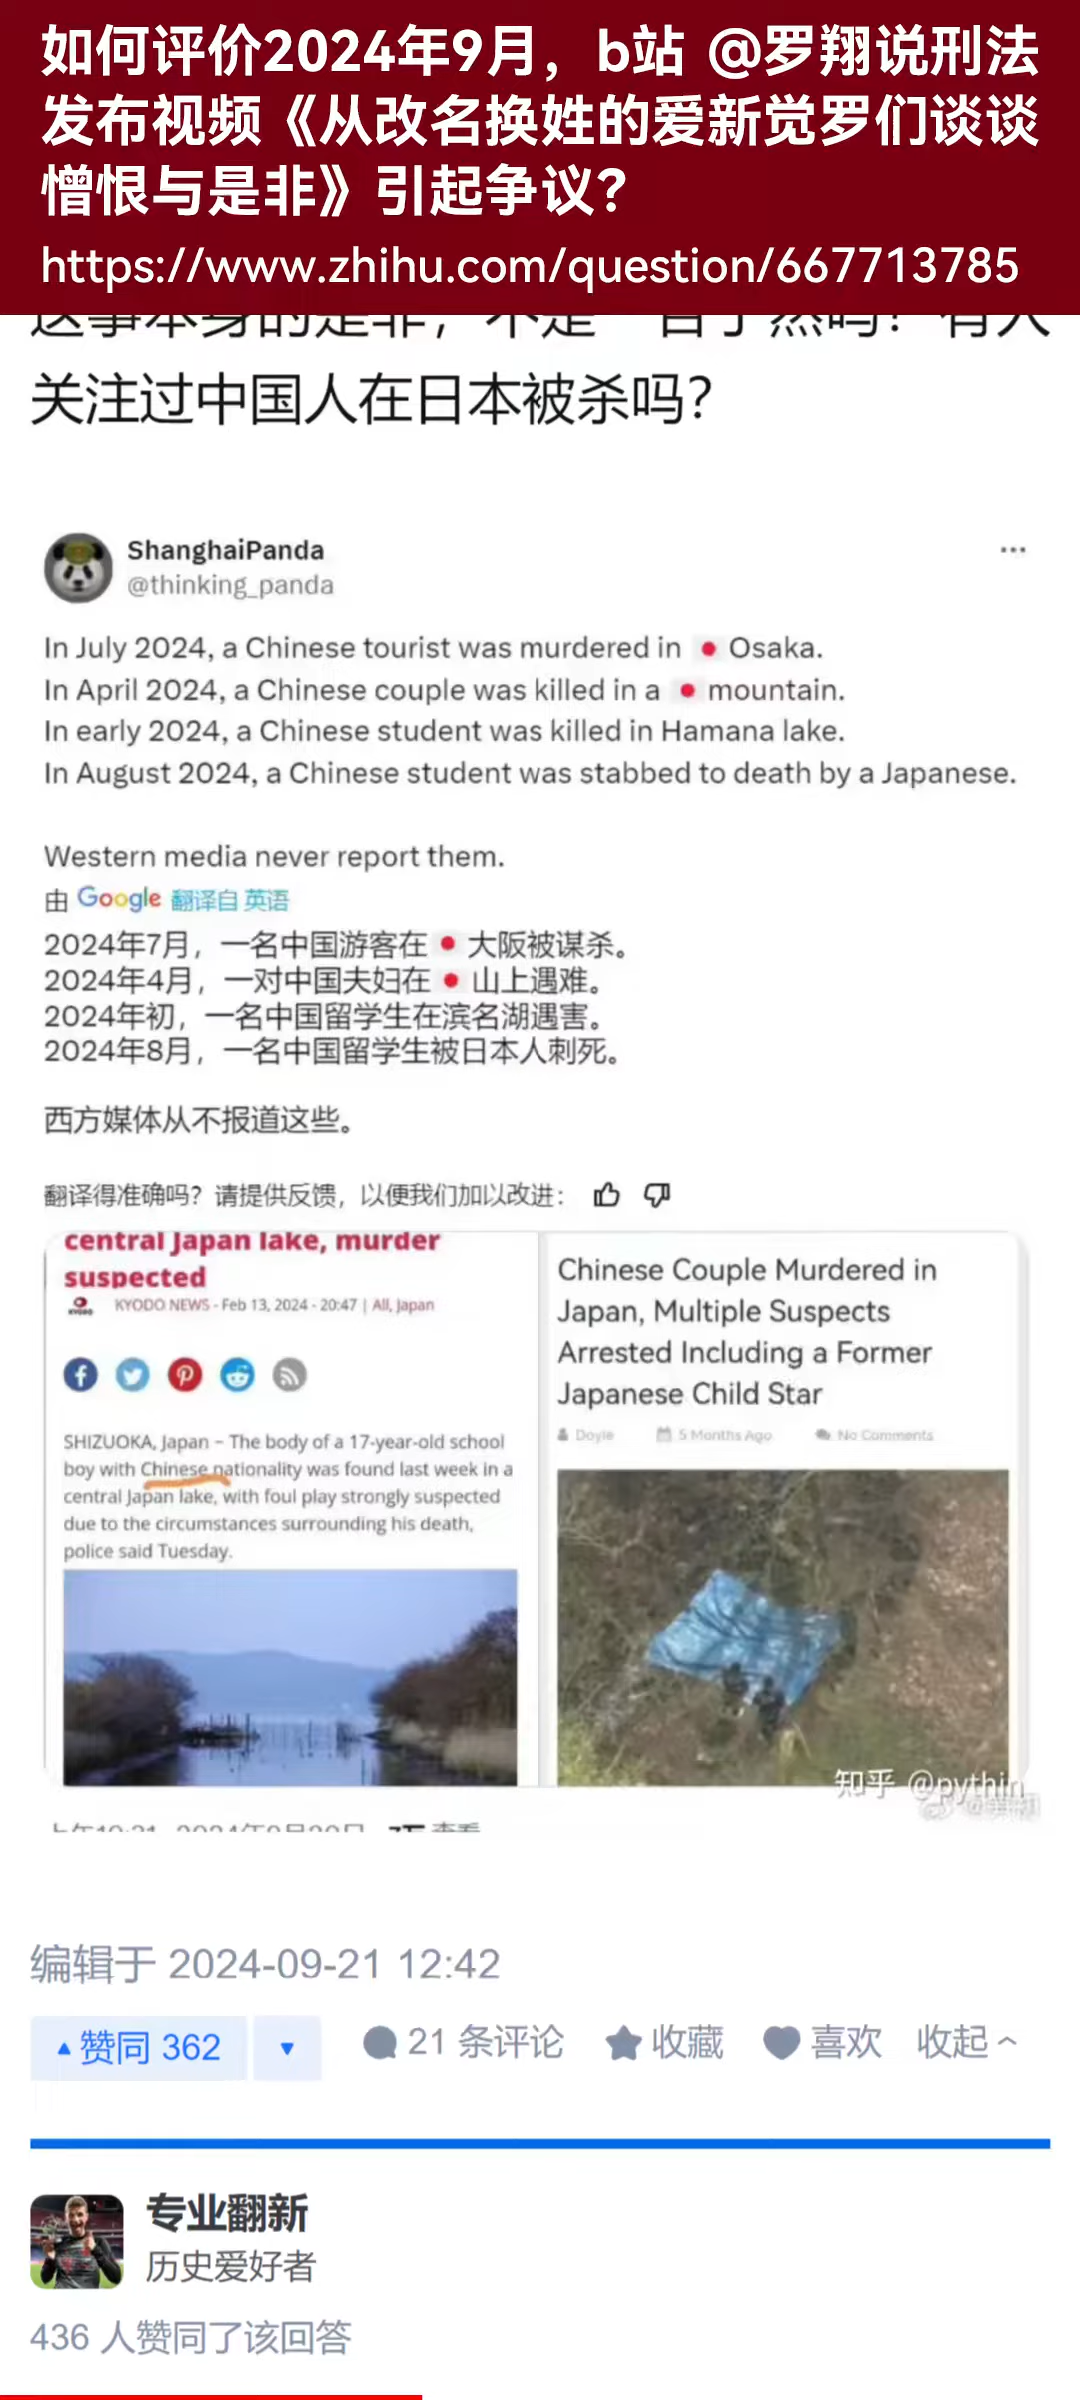 如何评价2024年9月，b站 @罗翔说刑法
发布视频《从改名换姓的爱新觉罗们谈谈
憎恨与是非》引起争议？
https://www.zhihu.com/question/667713785
这事本身的是非，不是一目了然吗？有人
关注过中国人在日本被杀吗？
ShanghaiPanda
@thinking_panda
In July 2024, a Chinese tourist was murdered in 🇯🇵 Osaka.
In April 2024, a Chinese couple was killed in a 🇯🇵 mountain.
In early 2024, a Chinese student was killed in Hamana lake.
In August 2024, a Chinese student was stabbed to death by a Japanese.
Western media never report them.
由 Google 翻译自 英语
2024年7月，一名中国游客在 🇯🇵 大阪被谋杀。
2024年4月，一对中国夫妇在 🇯🇵 山上遇难。
2024年初，一名中国留学生在滨名湖遇害。
2024年8月，一名中国留学生被日本人刺死。
西方媒体从不报道这些。
翻译得准确吗？请提供反馈，以便我们加以改进：
central Japan lake, murder
suspected
KYODO NEWS - Feb 13, 2024 - 20:47 | All, Japan
SHIZUOKA, Japan – The body of a 17-year-old school
boy with Chinese nationality was found last week in a
central Japan lake, with foul play strongly suspected
due to the circumstances surrounding his death,
police said Tuesday.
Chinese Couple Murdered in
Japan, Multiple Suspects
Arrested Including a Former
Japanese Child Star
Doyle 5 Months Ago No Comments
知乎 @pythin
编辑于 2024-09-21 12:42
赞同 362
21 条评论 收藏 喜欢 收起
专业翻新
历史爱好者
436 人赞同了该回答